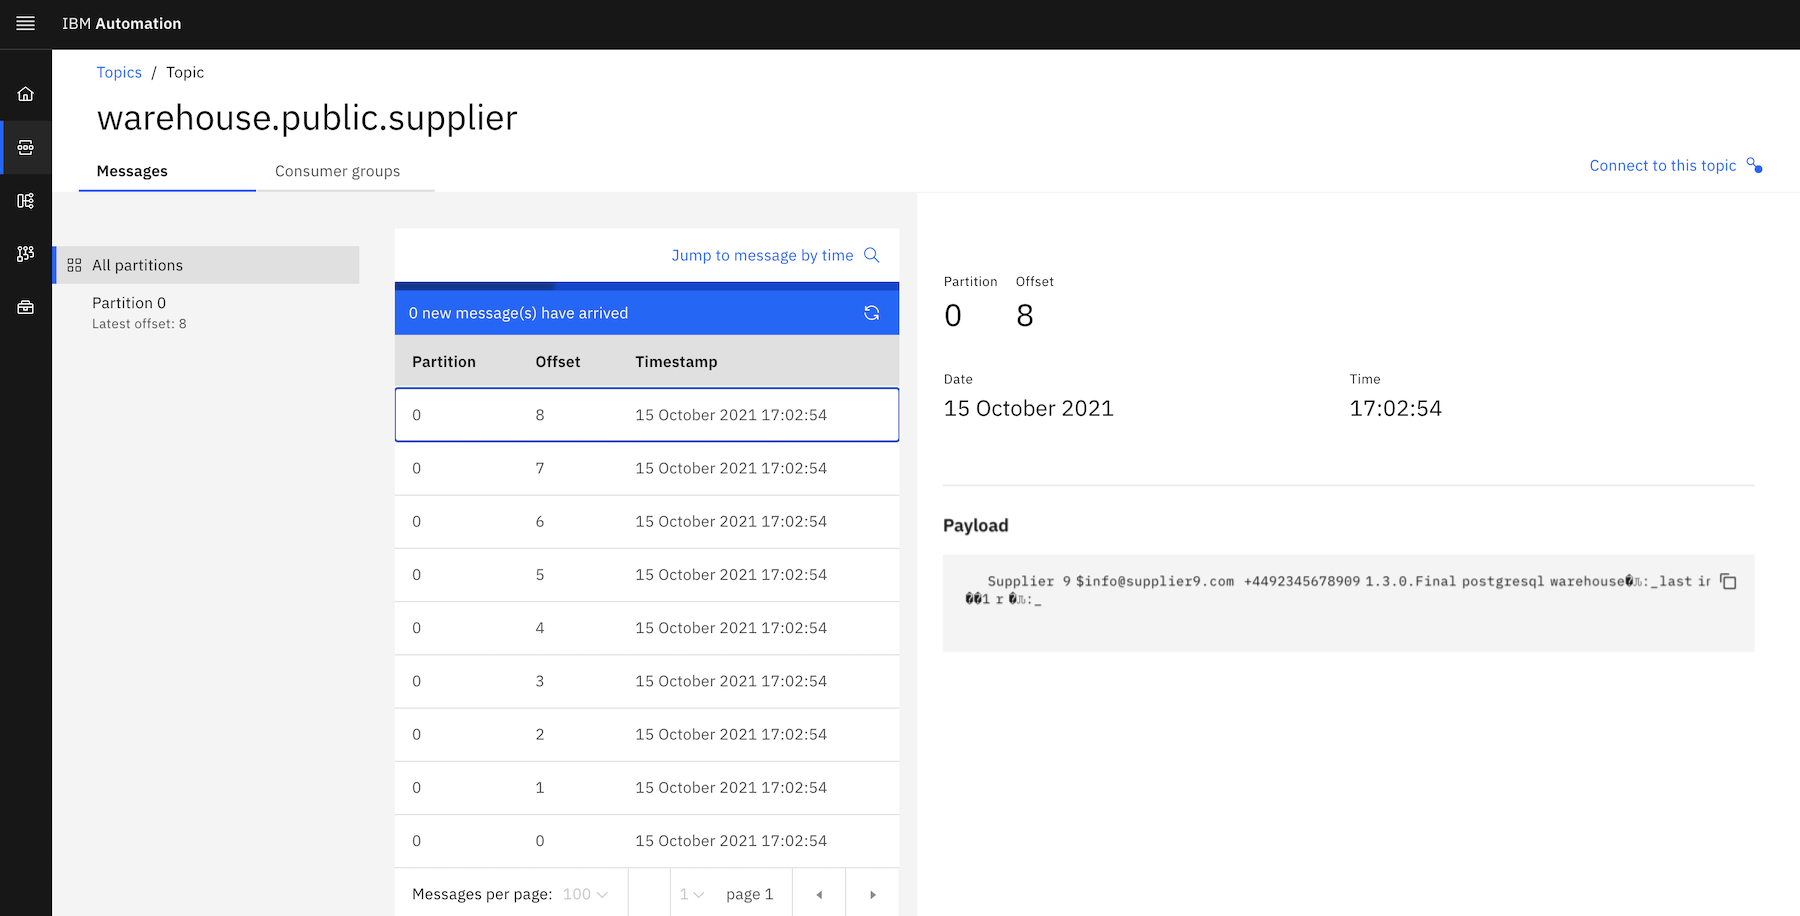 IBM Automation
Topics / Topic
warehouse.public.supplier
Messages
Consumer groups
Connect to this topic
All partitions
Partition 0
Latest offset: 8
Jump to message by time
0 new message(s) have arrived
Partition Offset Timestamp
0 8 15 October 2021 17:02:54
0 7 15 October 2021 17:02:54
0 6 15 October 2021 17:02:54
0 5 15 October 2021 17:02:54
0 4 15 October 2021 17:02:54
0 3 15 October 2021 17:02:54
0 2 15 October 2021 17:02:54
0 1 15 October 2021 17:02:54
0 0 15 October 2021 17:02:54
Messages per page: 100 1 page 1
Partition Offset
0 8
Date Time
15 October 2021 17:02:54
Payload
Supplier 9 $info@supplier9.com +4492345678909 1.3.0.Final postgresql warehouse� :_last
��1 r � :_